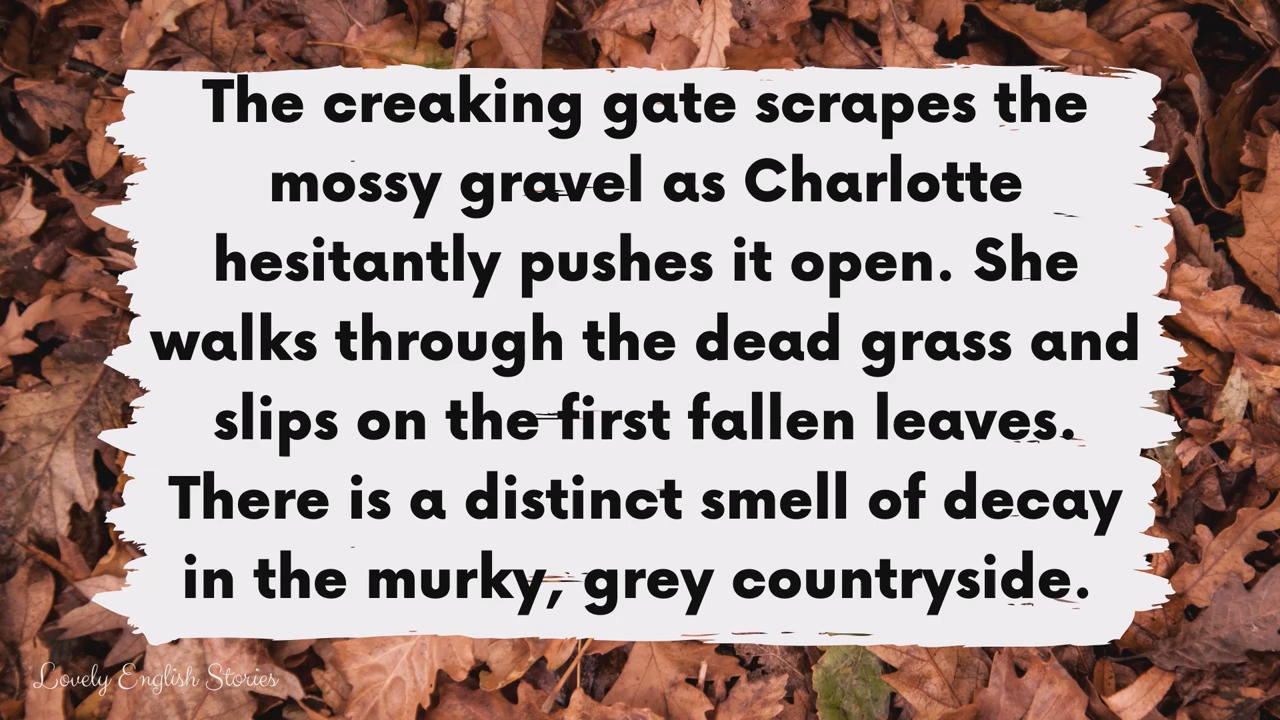 The creaking gate scrapes the
mossy gravel as Charlotte
hesitantly pushes it open. She
walks through the dead grass and
slips on the first fallen leaves.
There is a distinct smell of decay
in the murky, grey countryside.
Lovely English Stories